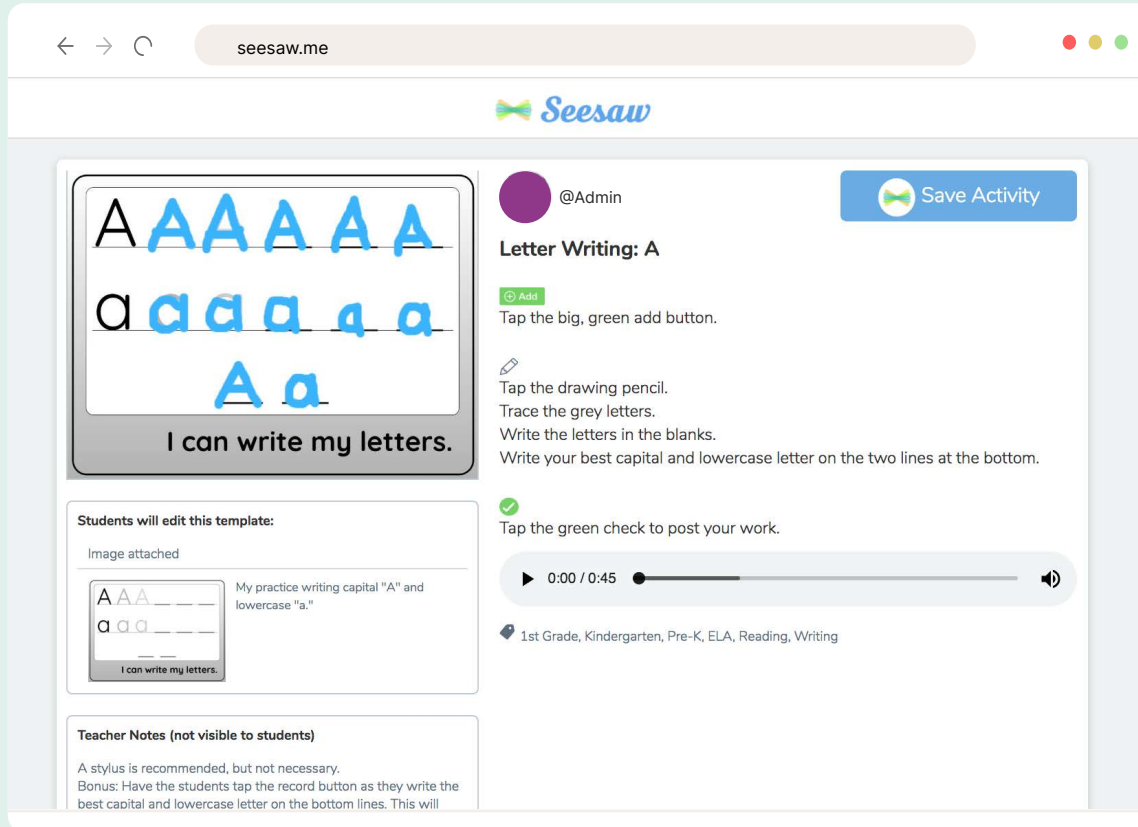 seesaw.me
Seesaw
A A A A A A
a a a a a a
A a
I can write my letters.
@Admin
Save Activity
Letter Writing: A
Add
Tap the big, green add button.
Tap the drawing pencil.
Trace the grey letters.
Write the letters in the blanks.
Write your best capital and lowercase letter on the two lines at the bottom.
Tap the green check to post your work.
0:00 / 0:45
1st Grade, Kindergarten, Pre-K, ELA, Reading, Writing
Students will edit this template:
Image attached
A A A
a a a
I can write my letters.
My practice writing capital "A" and
lowercase "a."
Teacher Notes (not visible to students)
A stylus is recommended, but not necessary.
Bonus: Have the students tap the record button as they write the
best capital and lowercase letter on the bottom lines. This will